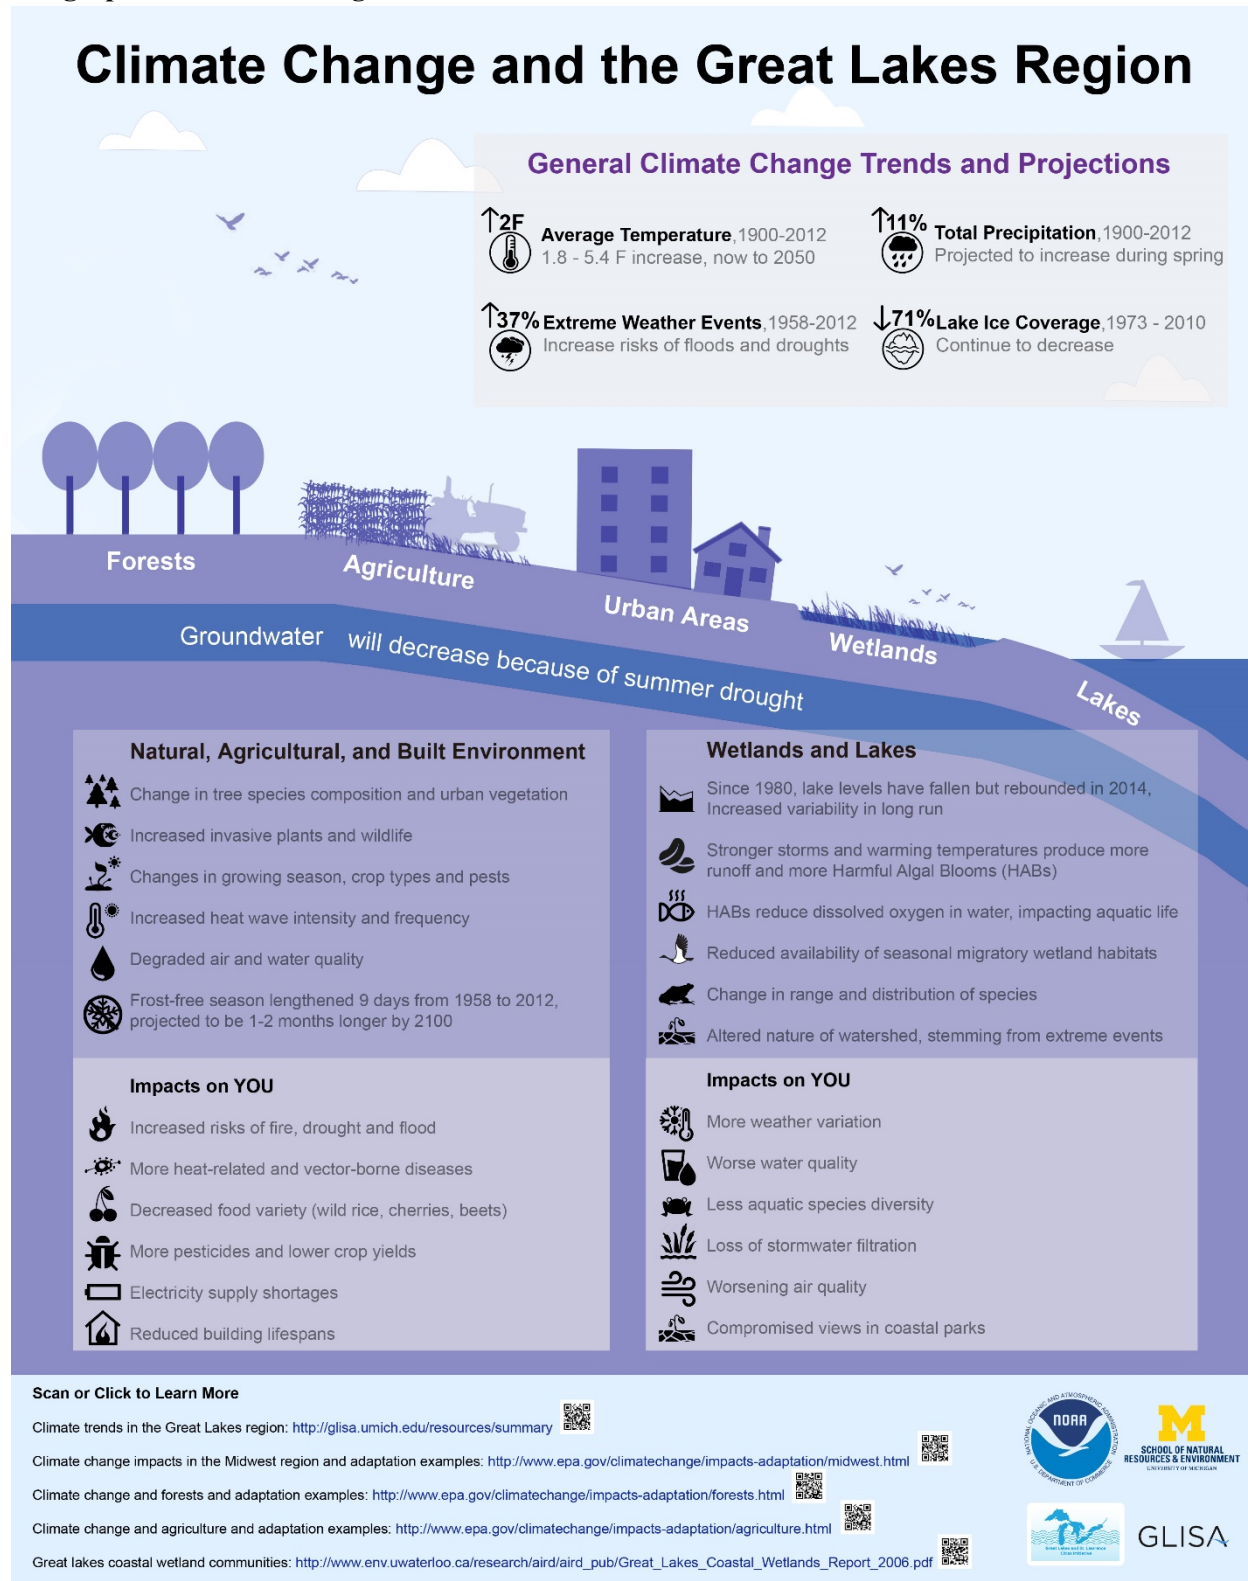 Climate Change and the Great Lakes Region
General Climate Change Trends and Projections
↑2F
Average Temperature,1900-2012
1.8 - 5.4 F increase, now to 2050
↑11%
Total Precipitation,1900-2012
Projected to increase during spring
↑37% Extreme Weather Events,1958-2012
Increase risks of floods and droughts
↓71% Lake Ice Coverage,1973 - 2010
Continue to decrease
Forests
Agriculture
Urban Areas
Wetlands
Lakes
Groundwater will decrease because of summer drought
Natural, Agricultural, and Built Environment
Change in tree species composition and urban vegetation
Increased invasive plants and wildlife
Changes in growing season, crop types and pests
Increased heat wave intensity and frequency
Degraded air and water quality
Frost-free season lengthened 9 days from 1958 to 2012,
projected to be 1-2 months longer by 2100
Impacts on YOU
Increased risks of fire, drought and flood
More heat-related and vector-borne diseases
Decreased food variety (wild rice, cherries, beets)
More pesticides and lower crop yields
Electricity supply shortages
Reduced building lifespans
Wetlands and Lakes
Since 1980, lake levels have fallen but rebounded in 2014,
Increased variability in long run
Stronger storms and warming temperatures produce more
runoff and more Harmful Algal Blooms (HABs)
HABs reduce dissolved oxygen in water, impacting aquatic life
Reduced availability of seasonal migratory wetland habitats
Change in range and distribution of species
Altered nature of watershed, stemming from extreme events
Impacts on YOU
More weather variation
Worse water quality
Less aquatic species diversity
Loss of stormwater filtration
Worsening air quality
Compromised views in coastal parks
Scan or Click to Learn More
Climate trends in the Great Lakes region: http://glisa.umich.edu/resources/summary
Climate change impacts in the Midwest region and adaptation examples: http://www.epa.gov/climatechange/impacts-adaptation/midwest.html
Climate change and forests and adaptation examples: http://www.epa.gov/climatechange/impacts-adaptation/forests.html
Climate change and agriculture and adaptation examples: http://www.epa.gov/climatechange/impacts-adaptation/agriculture.html
Great lakes coastal wetland communities: http://www.env.uwaterloo.ca/research/aird/aird_pub/Great_Lakes_Coastal_Wetlands_Report_2006.pdf
NATIONAL OCEANIC AND ATMOSPHERIC ADMINISTRATION
NOAA
U.S. DEPARTMENT OF COMMERCE
M
SCHOOL OF NATURAL
RESOURCES & ENVIRONMENT
UNIVERSITY OF MICHIGAN
Great Lakes and St. Lawrence
Cities Initiative
GLISA